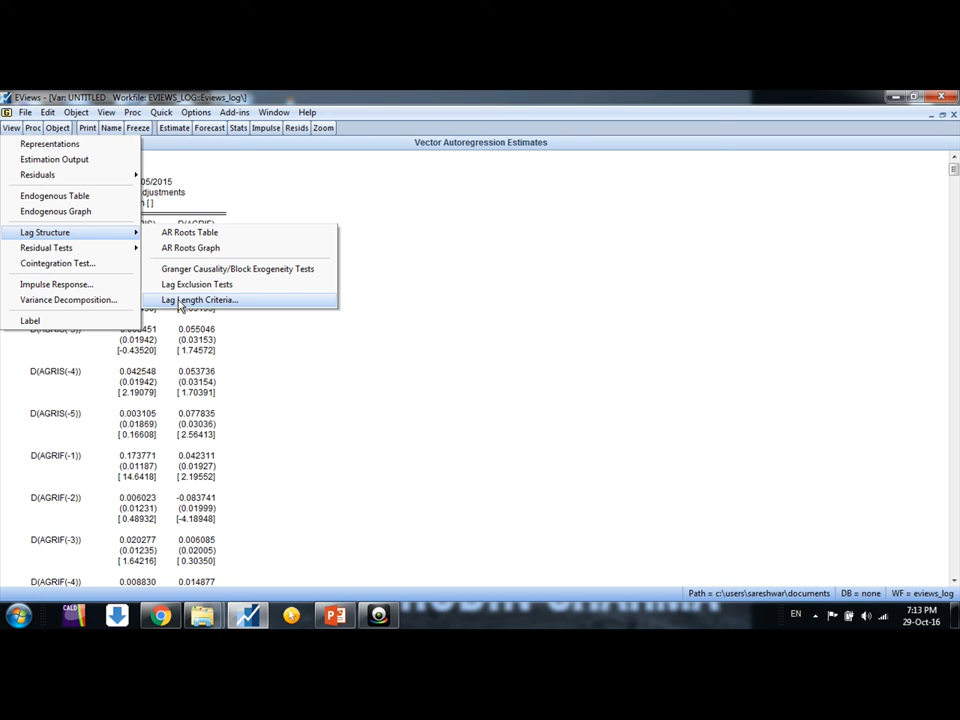 EViews - [Var: UNTITLED Workfile: EVIEWS_LOG::Eviews_log\]
File Edit Object View Proc Quick Options Add-ins Window Help
View Proc Object Print Name Freeze Estimate Forecast Stats Impulse Resids Zoom
Vector Autoregression Estimates
Representations
Estimation Output
Residuals
Endogenous Table
Endogenous Graph
Lag Structure
Residual Tests
Cointegration Test...
Impulse Response...
Variance Decomposition...
Label
AR Roots Table
AR Roots Graph
Granger Causality/Block Exogeneity Tests
Lag Exclusion Tests
Lag Length Criteria...
05/2015
djustments
[ ]
0.055046
(0.01942) (0.03153)
[-0.43520] [ 1.74572]
D(AGRIS(-4)) 0.042548 0.053736
(0.01942) (0.03154)
[ 2.19079] [ 1.70391]
D(AGRIS(-5)) 0.003105 0.077835
(0.01869) (0.03036)
[ 0.16608] [ 2.56413]
D(AGRIF(-1)) 0.173771 0.042311
(0.01187) (0.01927)
[ 14.6418] [ 2.19552]
D(AGRIF(-2)) 0.006023 -0.083741
(0.01231) (0.01999)
[ 0.48932] [-4.18948]
D(AGRIF(-3)) 0.020277 0.006085
(0.01235) (0.02005)
[ 1.64216] [ 0.30350]
D(AGRIF(-4)) 0.008830 0.014877
Path = c:\users\sareshwar\documents DB = none WF = eviews_log
CALD
EN
7:13 PM
29-Oct-16